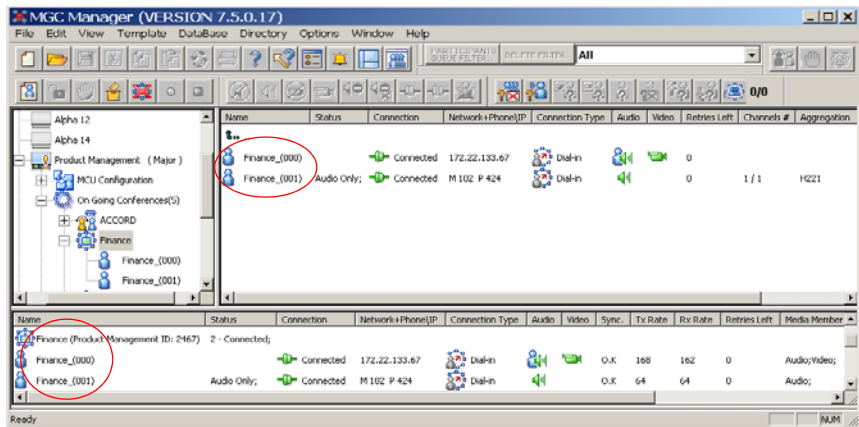 MGC Manager (VERSION 7.5.0.17)
File Edit View Template DataBase Directory Options Window Help
PARTICIPANTS QUEUE FILTER... DELETE FILTER All
0/0
Alpha 12
Alpha 14
Product Management (Major)
MCU Configuration
On Going Conferences(5)
ACCORD
Finance
Finance_(000)
Finance_(001)
Name Status Connection Network+Phone\IP Connection Type Audio Video Retries Left Channels # Aggregation
Finance_(000) Connected 172.22.133.67 Dial-in 0
Finance_(001) Audio Only; Connected M 102 P 424 Dial-in 0 1 / 1 H221
Name Status Connection Network+Phone\IP Connection Type Audio Video Sync. Tx Rate Rx Rate Retries Left Media Member
Finance (Product Management ID: 2467) 2 - Connected;
Finance_(000) Connected 172.22.133.67 Dial-in O.K 168 162 0 Audio;Video;
Finance_(001) Audio Only; Connected M 102 P 424 Dial-in O.K 64 64 0 Audio;
Ready NUM